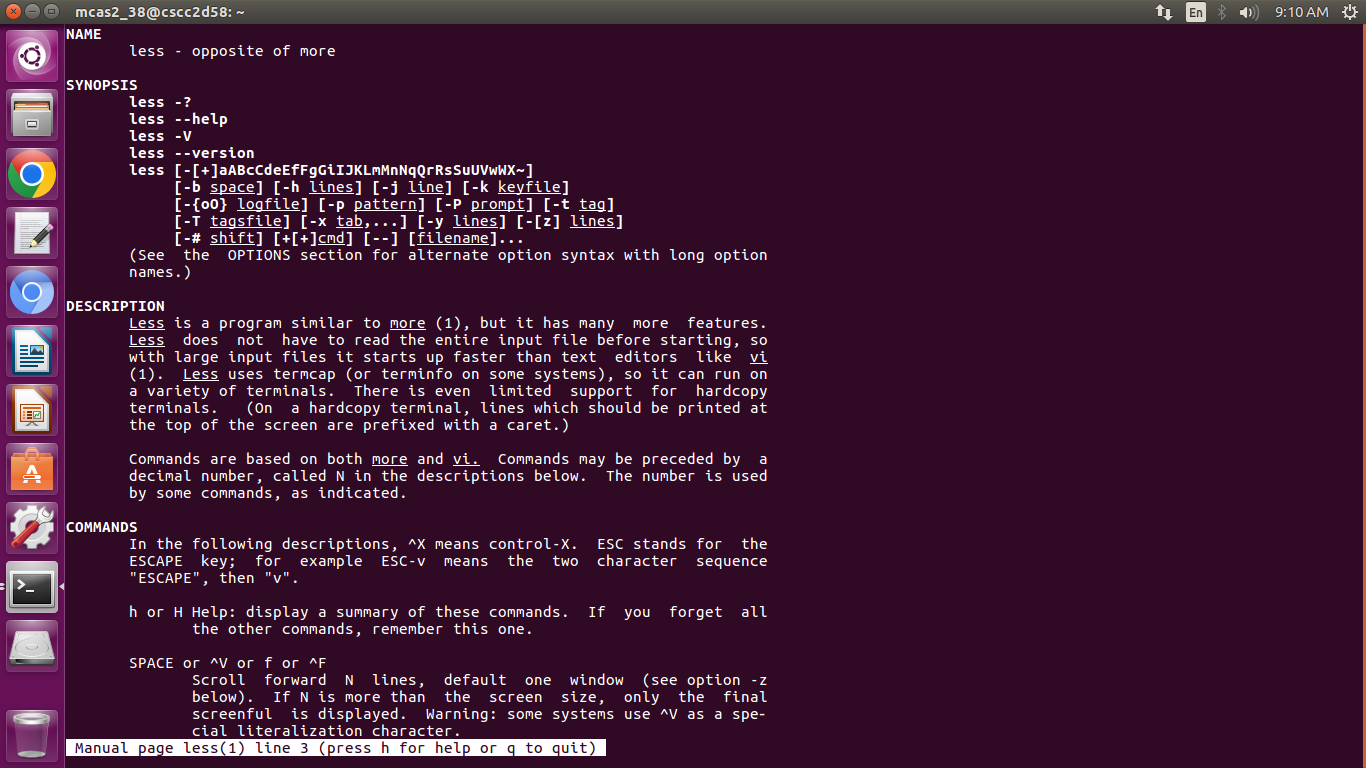 mcas2_38@cscc2d58: ~
En
9:10 AM
NAME
less - opposite of more
SYNOPSIS
less -?
less --help
less -V
less --version
less [-[+]aABcCdeEfFgGiIJKLmMnNqQrRsSuUVwWX~]
[-b space] [-h lines] [-j line] [-k keyfile]
[-{oO} logfile] [-p pattern] [-P prompt] [-t tag]
[-T tagsfile] [-x tab,...] [-y lines] [-[z] lines]
[-# shift] [+[+]cmd] [--] [filename]...
(See  the  OPTIONS section for alternate option syntax with long option
names.)
DESCRIPTION
Less is a program similar to more (1), but it has many  more  features.
Less  does  not  have to read the entire input file before starting, so
with large input files it starts up faster than text  editors  like  vi
(1).  Less uses termcap (or terminfo on some systems), so it can run on
a variety of terminals.  There is even  limited  support  for  hardcopy
terminals.   (On  a hardcopy terminal, lines which should be printed at
the top of the screen are prefixed with a caret.)
Commands are based on both more and vi.  Commands may be preceded by  a
decimal number, called N in the descriptions below.  The number is used
by some commands, as indicated.
COMMANDS
In the following descriptions, ^X means control-X.  ESC stands for  the
ESCAPE  key;  for  example  ESC-v  means  the  two  character  sequence
"ESCAPE", then "v".
h or H Help: display a summary of these commands.  If  you  forget  all
the other commands, remember this one.
SPACE or ^V or f or ^F
Scroll  forward  N  lines,  default  one  window  (see option -z
below).  If N is more than  the  screen  size,  only  the  final
screenful  is displayed.  Warning: some systems use ^V as a spe-
cial literalization character.
Manual page less(1) line 3 (press h for help or q to quit)